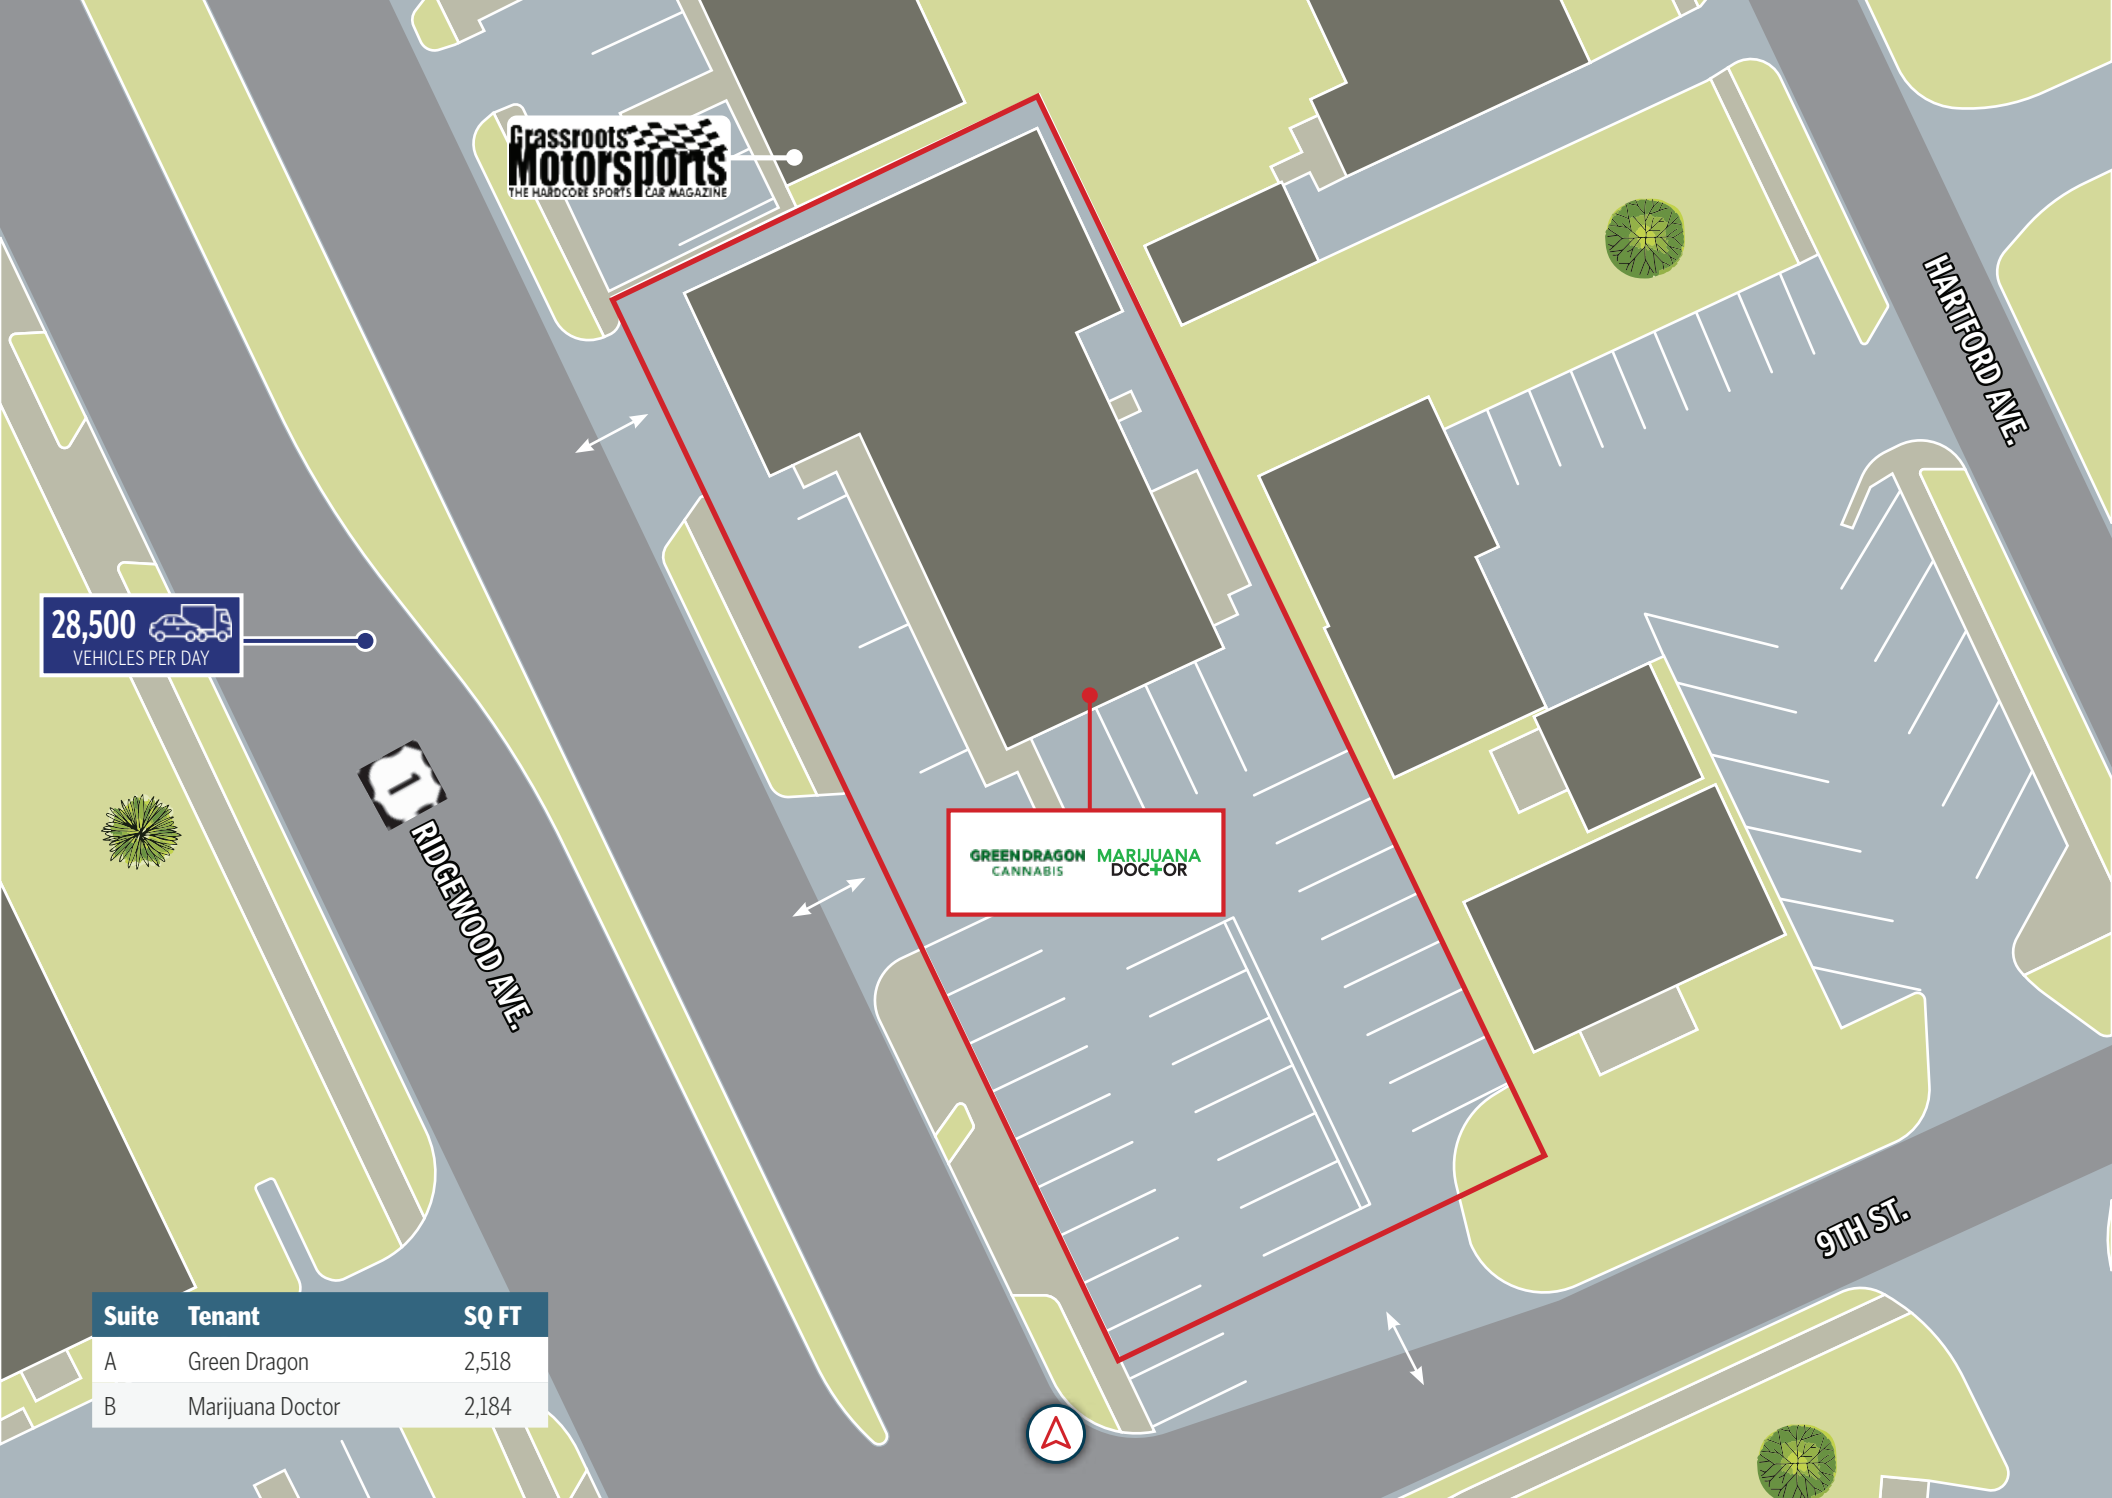 Grassroots
Motorsports
THE HARDCORE SPORTS CAR MAGAZINE
HARTFORD AVE.
28,500
VEHICLES PER DAY
1
RIDGEWOOD AVE.
GREEN DRAGON
CANNABIS
MARIJUANA
DOCTOR
9TH ST.
Suite Tenant SQ FT
A Green Dragon 2,518
B Marijuana Doctor 2,184